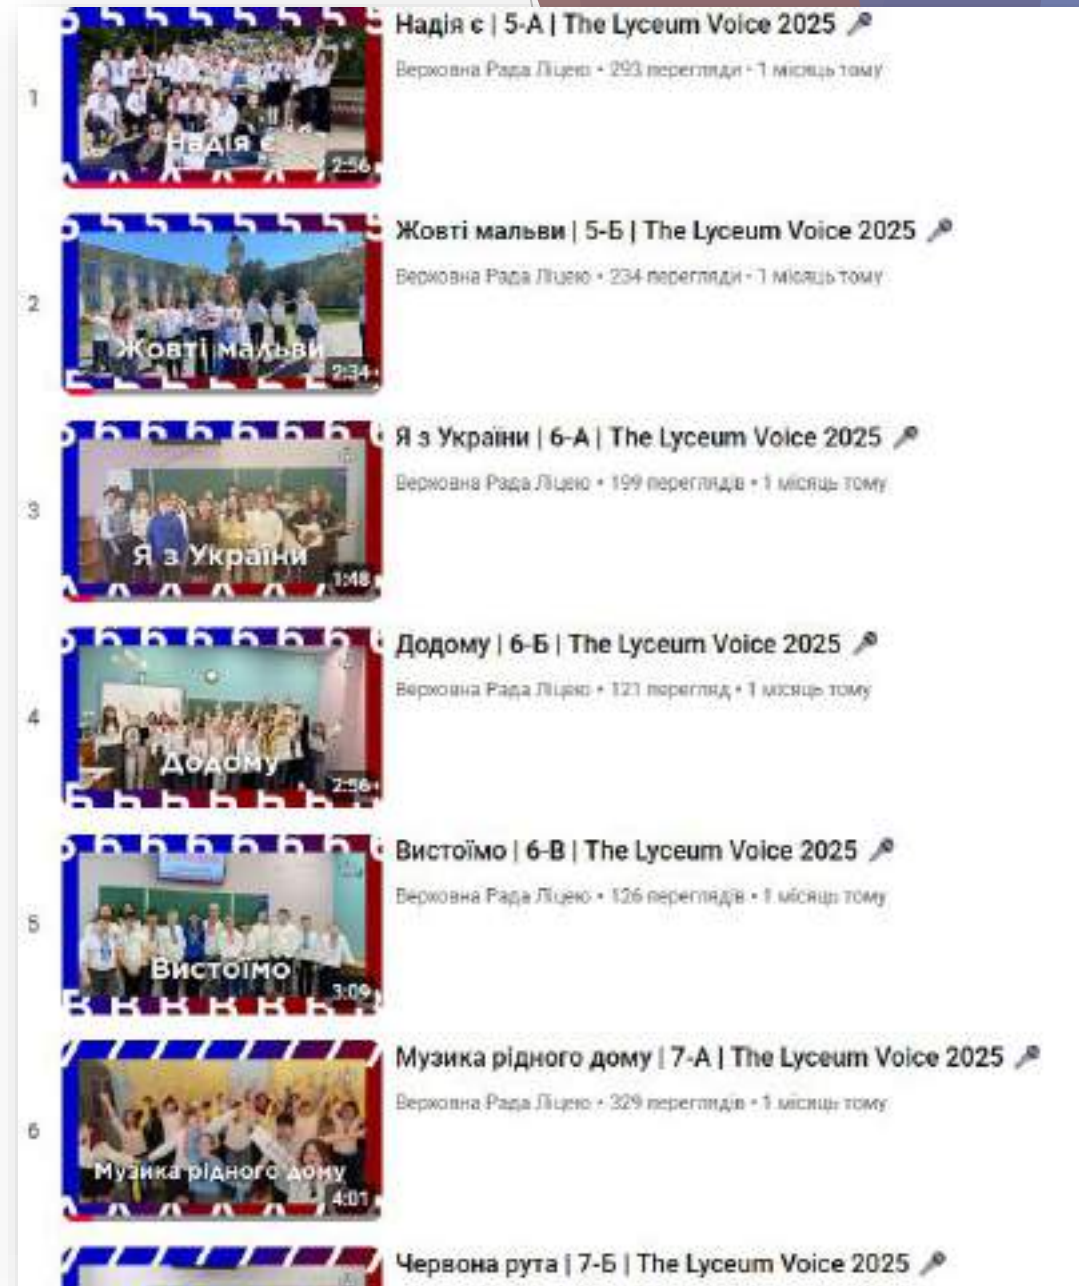 1
Надія є
2:56
Надія є | 5-А | The Lyceum Voice 2025 🎤
Верховна Рада Ліцею • 293 перегляди • 1 місяць тому
2
Жовті мальви
2:34
Жовті мальви | 5-Б | The Lyceum Voice 2025 🎤
Верховна Рада Ліцею • 234 перегляди • 1 місяць тому
3
Я з України
1:48
Я з України | 6-А | The Lyceum Voice 2025 🎤
Верховна Рада Ліцею • 199 переглядів • 1 місяць тому
4
Додому
2:56
Додому | 6-Б | The Lyceum Voice 2025 🎤
Верховна Рада Ліцею • 121 перегляд • 1 місяць тому
5
Вистоїмо
3:09
Вистоїмо | 6-В | The Lyceum Voice 2025 🎤
Верховна Рада Ліцею • 126 переглядів • 1 місяць тому
6
Музика рідного дому
4:01
Музика рідного дому | 7-А | The Lyceum Voice 2025 🎤
Верховна Рада Ліцею • 329 переглядів • 1 місяць тому
Червона рута | 7-Б | The Lyceum Voice 2025 🎤